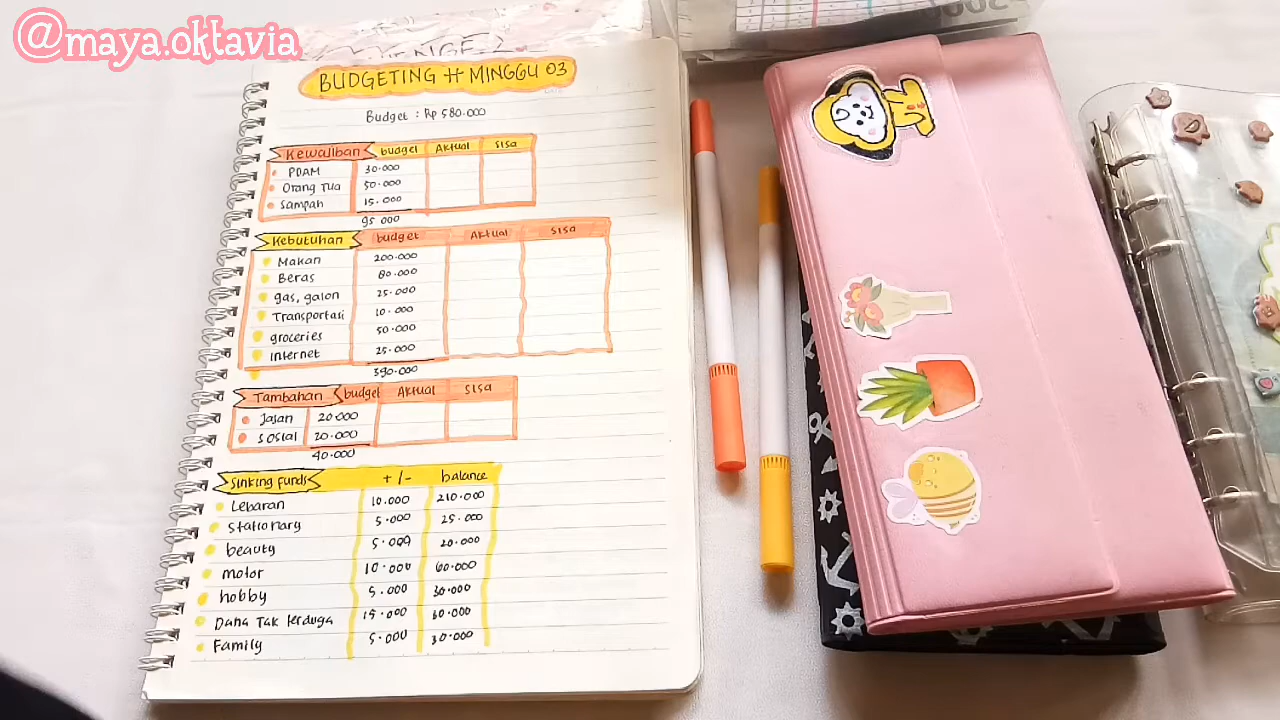 @maya.oktavia
BUDGETING # MINGGU 03
Budget : Rp 580.000
Kewajiban budget Aktual Sisa
PDAM 30.000
Orang Tua 50.000
Sampah 15.000
95 000
Kebutuhan budget Aktual Sisa
Makan 200.000
Beras 80.000
gas, galon 25.000
Transportasi 10.000
groceries 50.000
Internet 25.000
390.000
Tambahan budget Aktual Sisa
Jajan 20.000
Sosial 20.000
40.000
Sinking funds +/- balance
Lebaran 10.000 210.000
Stationary 5.000 25.000
beauty 5.000 20.000
motor 10.000 60.000
hobby 5.000 30.000
Dana Tak terduga 15.000 60.000
Family 5.000 30.000